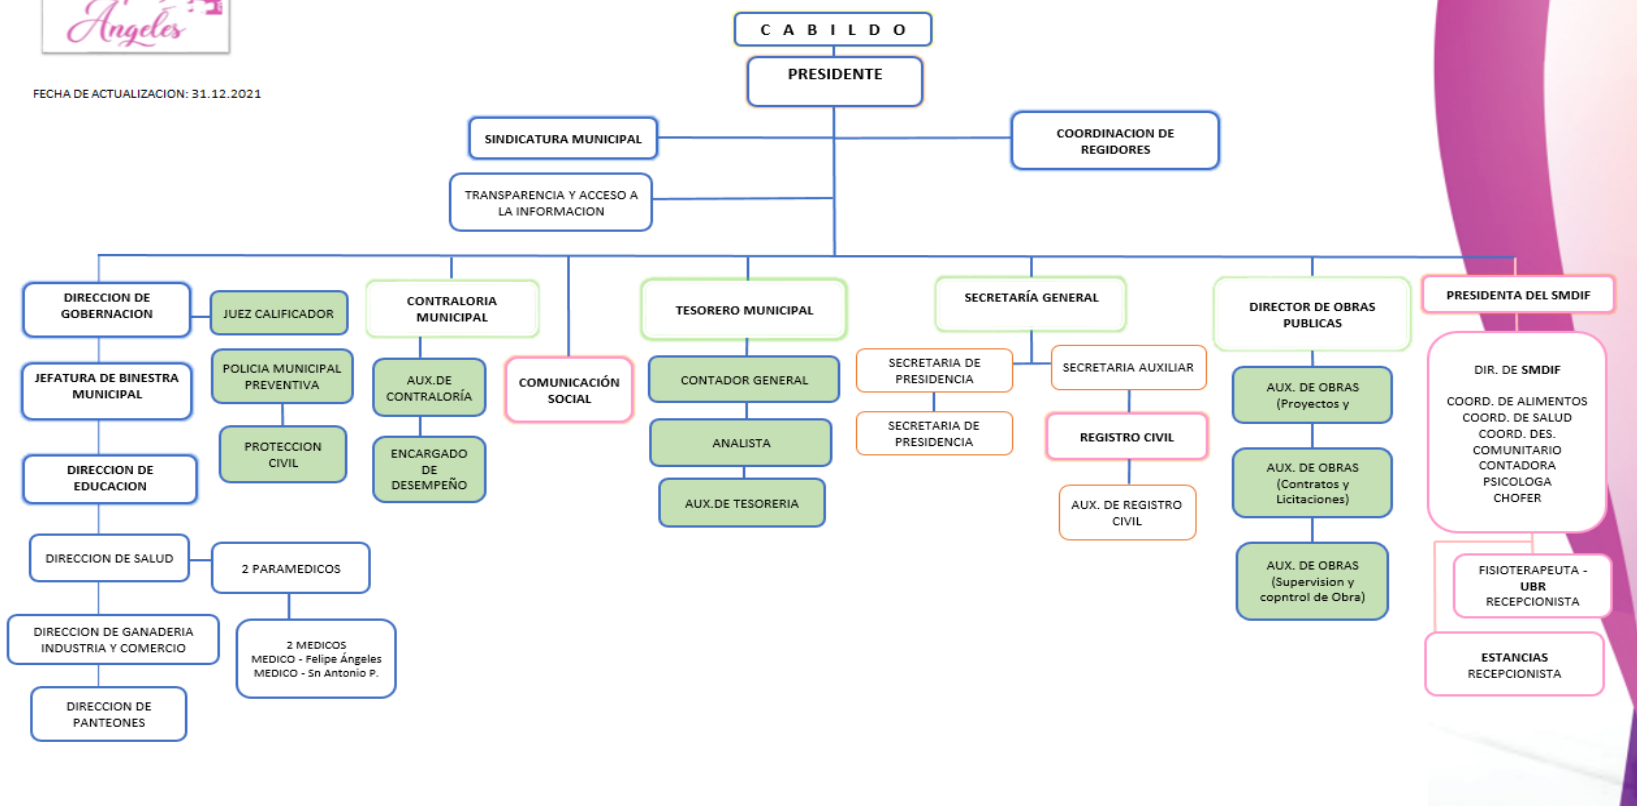 Ángeles
FECHA DE ACTUALIZACION: 31.12.2021
C A B I L D O
PRESIDENTE
SINDICATURA MUNICIPAL
COORDINACION DE
REGIDORES
TRANSPARENCIA Y ACCESO A
LA INFORMACION
DIRECCION DE
GOBERNACION
JUEZ CALIFICADOR
POLICIA MUNICIPAL
PREVENTIVA
PROTECCION
CIVIL
JEFATURA DE BINESTRA
MUNICIPAL
DIRECCION DE
EDUCACION
DIRECCION DE SALUD
2 PARAMEDICOS
2 MEDICOS
MEDICO - Felipe Ángeles
MEDICO - Sn Antonio P.
DIRECCION DE GANADERIA
INDUSTRIA Y COMERCIO
DIRECCION DE
PANTEONES
CONTRALORIA
MUNICIPAL
AUX.DE
CONTRALORÍA
ENCARGADO
DE
DESEMPEÑO
COMUNICACIÓN
SOCIAL
TESORERO MUNICIPAL
CONTADOR GENERAL
ANALISTA
AUX.DE TESORERIA
SECRETARÍA GENERAL
SECRETARIA DE
PRESIDENCIA
SECRETARIA DE
PRESIDENCIA
SECRETARIA AUXILIAR
REGISTRO CIVIL
AUX. DE REGISTRO
CIVIL
DIRECTOR DE OBRAS
PUBLICAS
AUX. DE OBRAS
(Proyectos y
AUX. DE OBRAS
(Contratos y
Licitaciones)
AUX. DE OBRAS
(Supervision y
copntrol de Obra)
PRESIDENTA DEL SMDIF
DIR. DE SMDIF
COORD. DE ALIMENTOS
COORD. DE SALUD
COORD. DES.
COMUNITARIO
CONTADORA
PSICOLOGA
CHOFER
FISIOTERAPEUTA -
UBR
RECEPCIONISTA
ESTANCIAS
RECEPCIONISTA